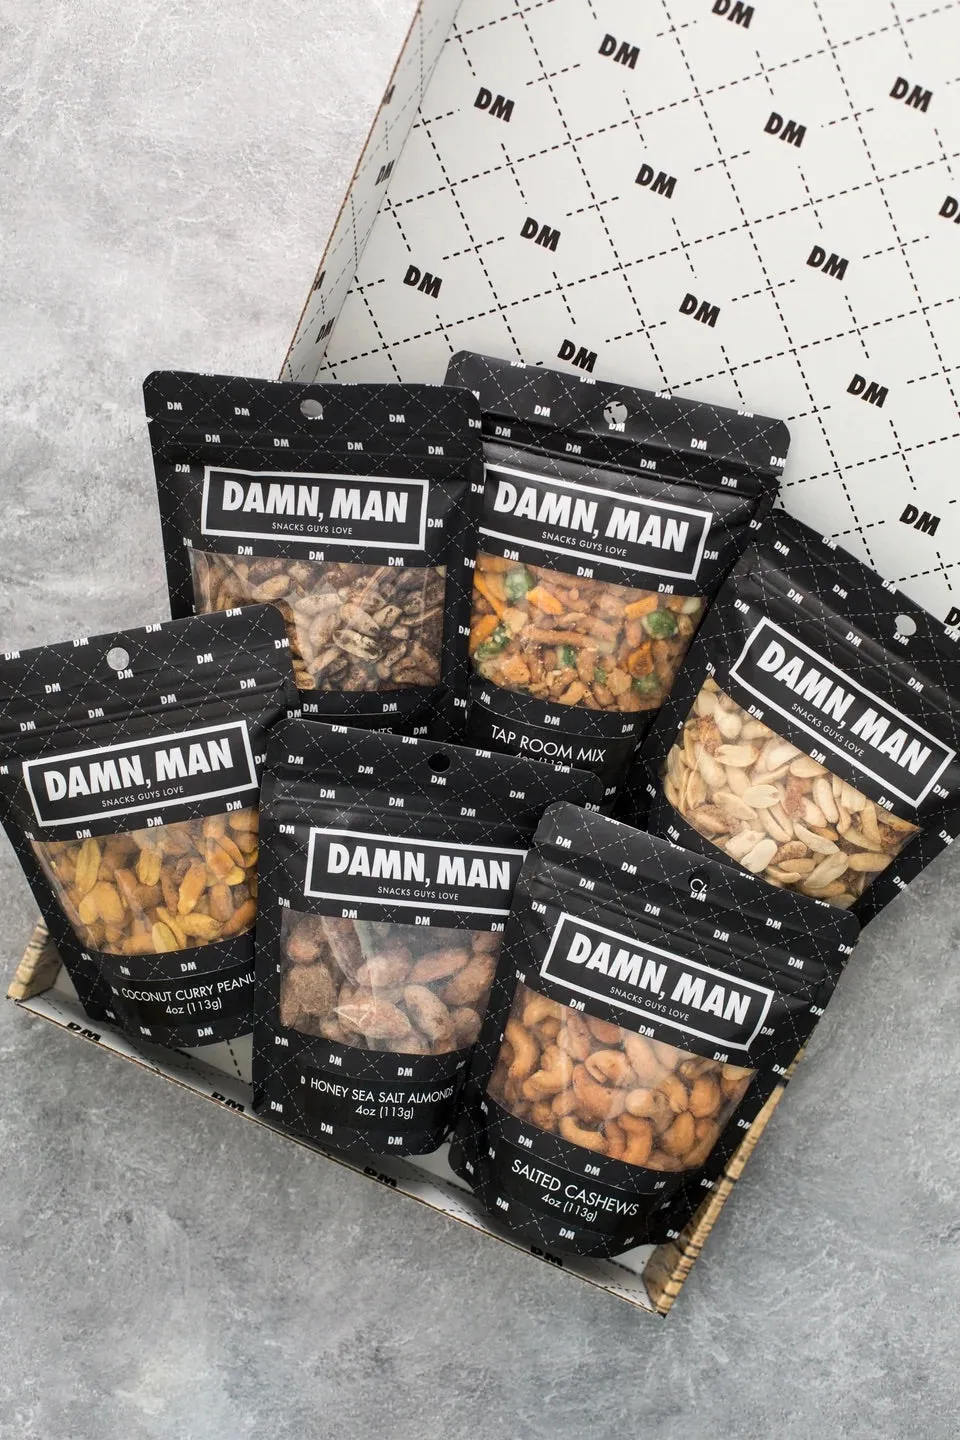 DM
DAMN, MAN
SNACKS GUYS LOVE
DAMN, MAN
SNACKS GUYS LOVE
TAP ROOM MIX
4oz (113g)
DAMN, MAN
SNACKS GUYS LOVE
DAMN, MAN
SNACKS GUYS LOVE
COCONUT CURRY PEANU
4oz (113g)
DAMN, MAN
SNACKS GUYS LOVE
HONEY SEA SALT ALMONDS
4oz (113g)
DAMN, MAN
SNACKS GUYS LOVE
SALTED CASHEWS
4oz (113g)